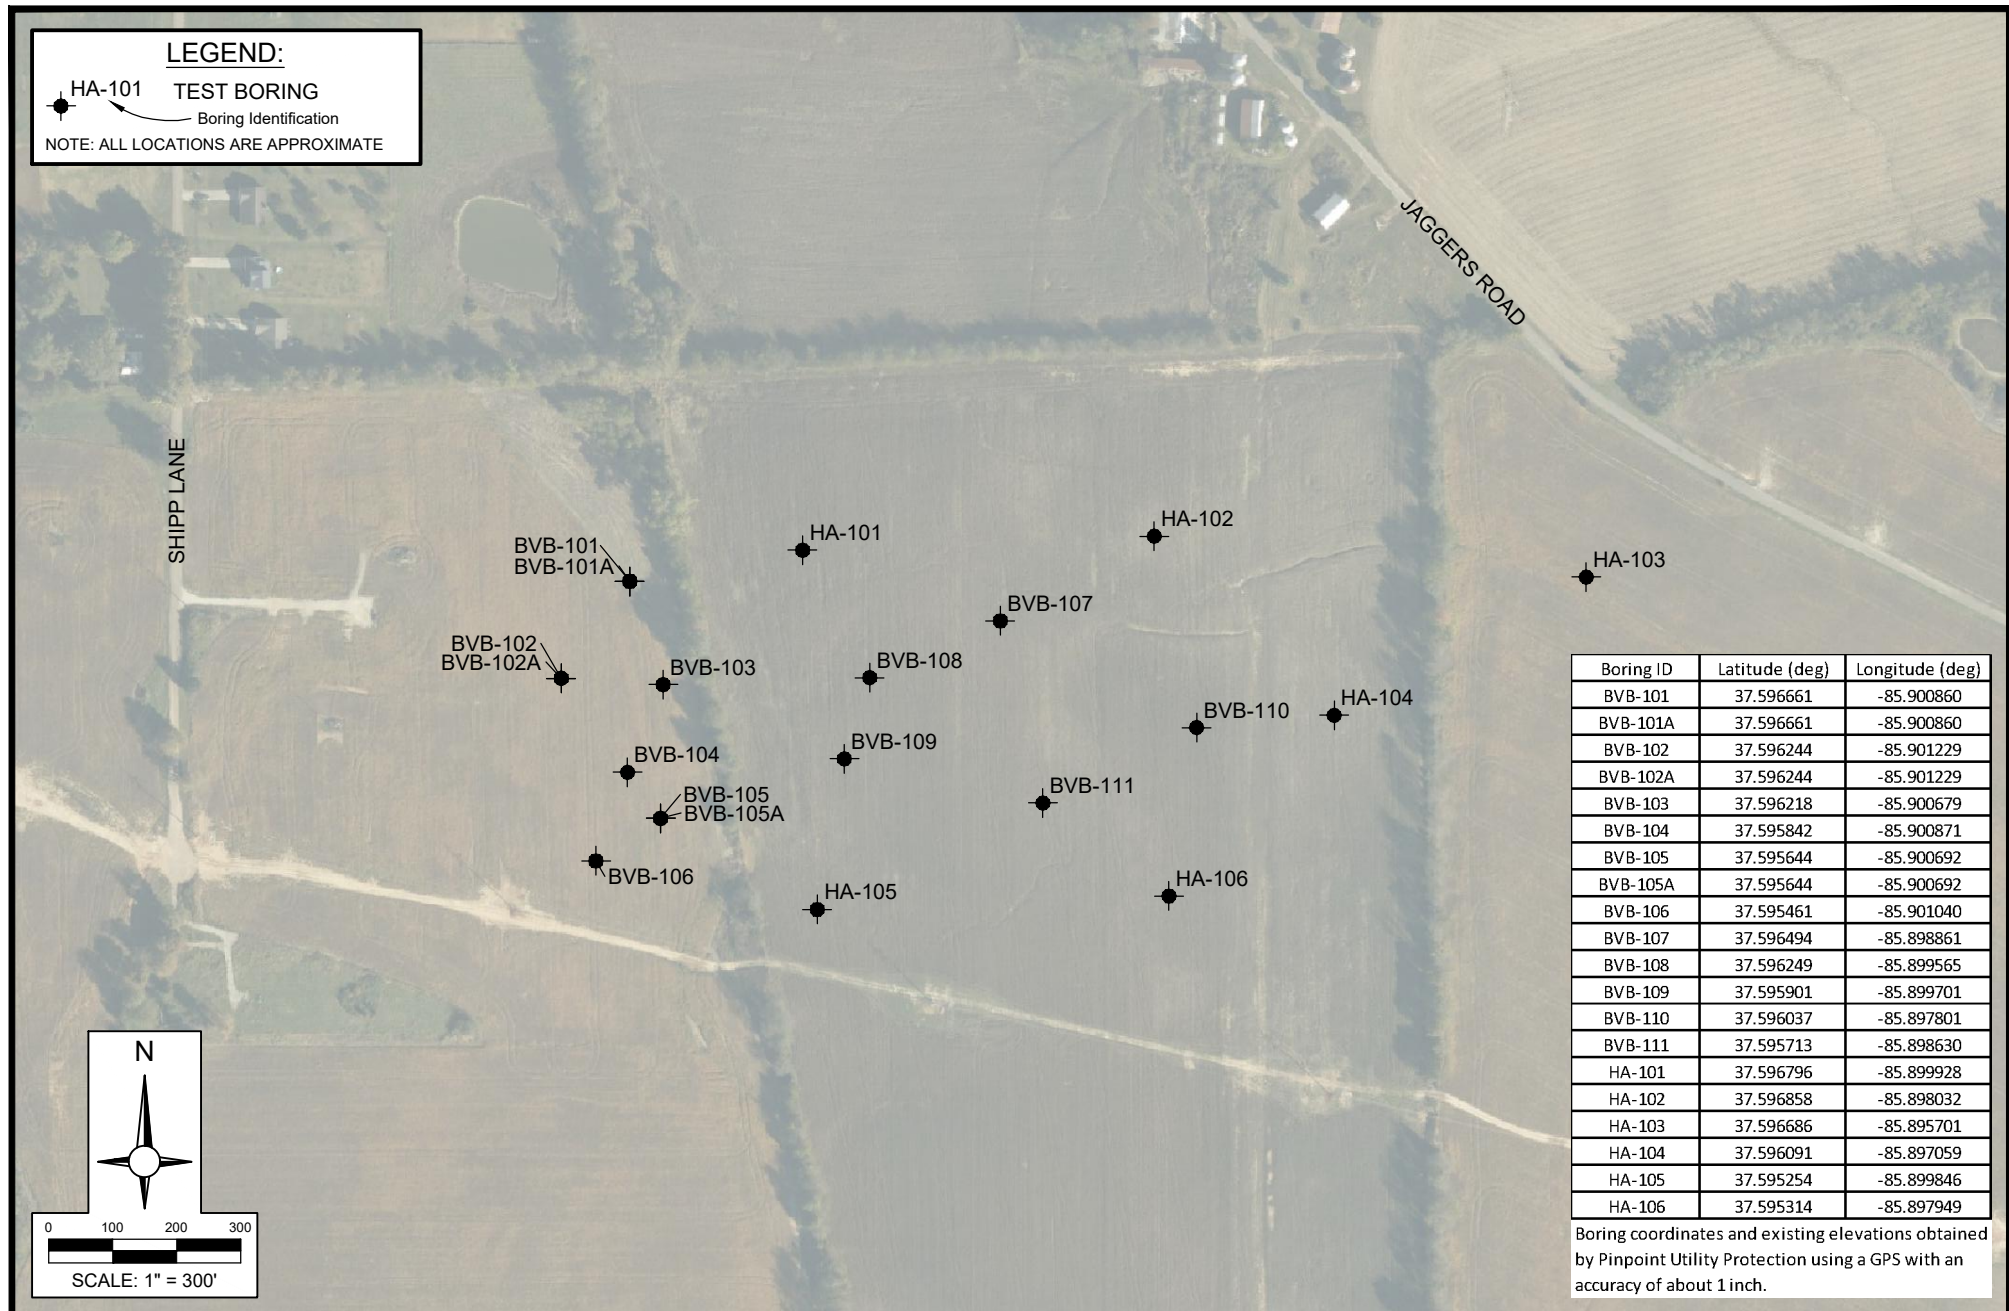 LEGEND:
HA-101 TEST BORING
Boring Identification
NOTE: ALL LOCATIONS ARE APPROXIMATE
JAGGERS ROAD
SHIPP LANE
HA-101
HA-102
HA-103
BVB-101
BVB-101A
BVB-107
BVB-102
BVB-102A
BVB-103
BVB-108
BVB-110
HA-104
BVB-109
BVB-104
BVB-111
BVB-105
BVB-105A
BVB-106
HA-105
HA-106
Boring ID Latitude (deg) Longitude (deg)
BVB-101 37.596661 -85.900860
BVB-101A 37.596661 -85.900860
BVB-102 37.596244 -85.901229
BVB-102A 37.596244 -85.901229
BVB-103 37.596218 -85.900679
BVB-104 37.595842 -85.900871
BVB-105 37.595644 -85.900692
BVB-105A 37.595644 -85.900692
BVB-106 37.595461 -85.901040
BVB-107 37.596494 -85.898861
BVB-108 37.596249 -85.899565
BVB-109 37.595901 -85.899701
BVB-110 37.596037 -85.897801
BVB-111 37.595713 -85.898630
HA-101 37.596796 -85.899928
HA-102 37.596858 -85.898032
HA-103 37.596686 -85.895701
HA-104 37.596091 -85.897059
HA-105 37.595254 -85.899846
HA-106 37.595314 -85.897949
Boring coordinates and existing elevations obtained
by Pinpoint Utility Protection using a GPS with an
accuracy of about 1 inch.
N
0 100 200 300
SCALE: 1" = 300'